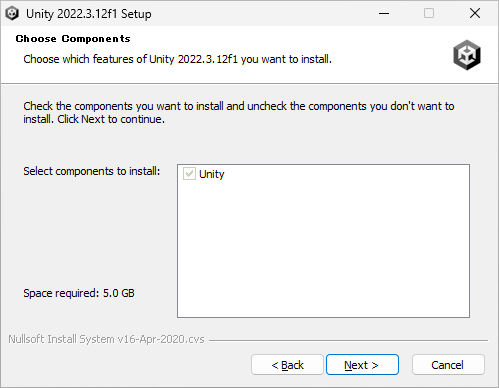 Unity 2022.3.12f1 Setup
Choose Components
Choose which features of Unity 2022.3.12f1 you want to install.
Check the components you want to install and uncheck the components you don't want to
install. Click Next to continue.
Select components to install:
Unity
Space required: 5.0 GB
Nullsoft Install System v16-Apr-2020.cvs
< Back
Next >
Cancel